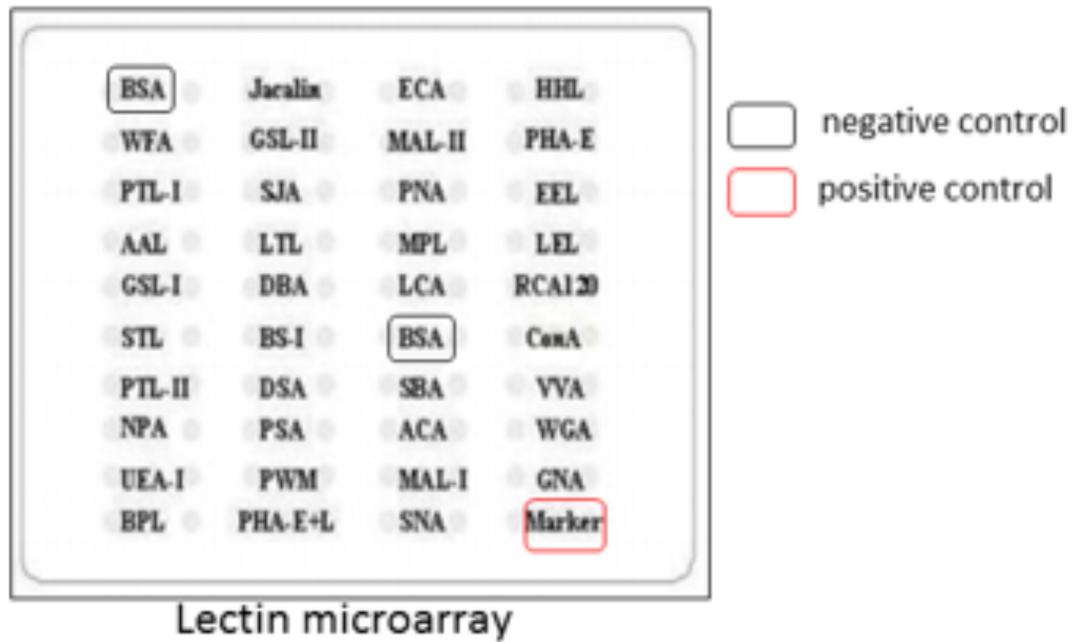 BSA Jacalin ECA HHL
WFA GSL-II MAL-II PHA-E
PTL-I SJA PNA EEL
AAL LTL MPL LEL
GSL-I DBA LCA RCA120
STL BS-I BSA ConA
PTL-II DSA SBA VVA
NPA PSA ACA WGA
UEA-I PWM MAL-I GNA
BPL PHA-E+L SNA Marker
negative control
positive control
Lectin microarray